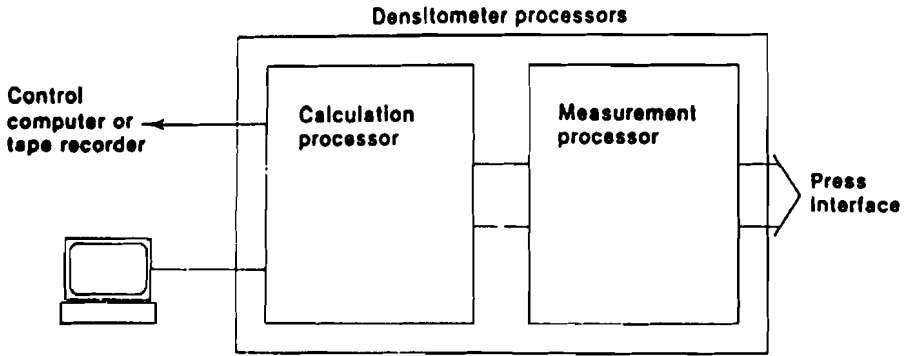 Densitometer processors
Control
computer or
tape recorder
Calculation
processor
Measurement
processor
Press
interface